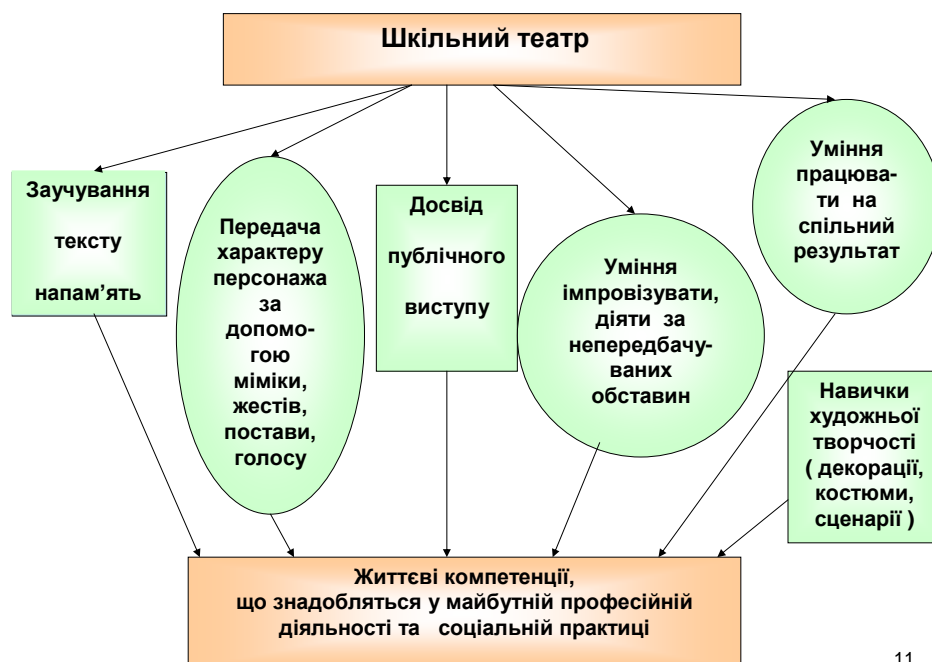 Шкільний театр
Заучування
тексту
напам’ять
Передача
характеру
персонажа
за
допомо-
гою
міміки,
жестів,
постави,
голосу
Досвід
публічного
виступу
Уміння
імпровізувати,
діяти за
непередбачу-
ваних
обставин
Уміння
працюва-
ти на
спільний
результат
Навички
художньої
творчості
( декорації,
костюми,
сценарії )
Життєві компетенції,
що знадобляться у майбутній професійній
діяльності та соціальній практиці
11